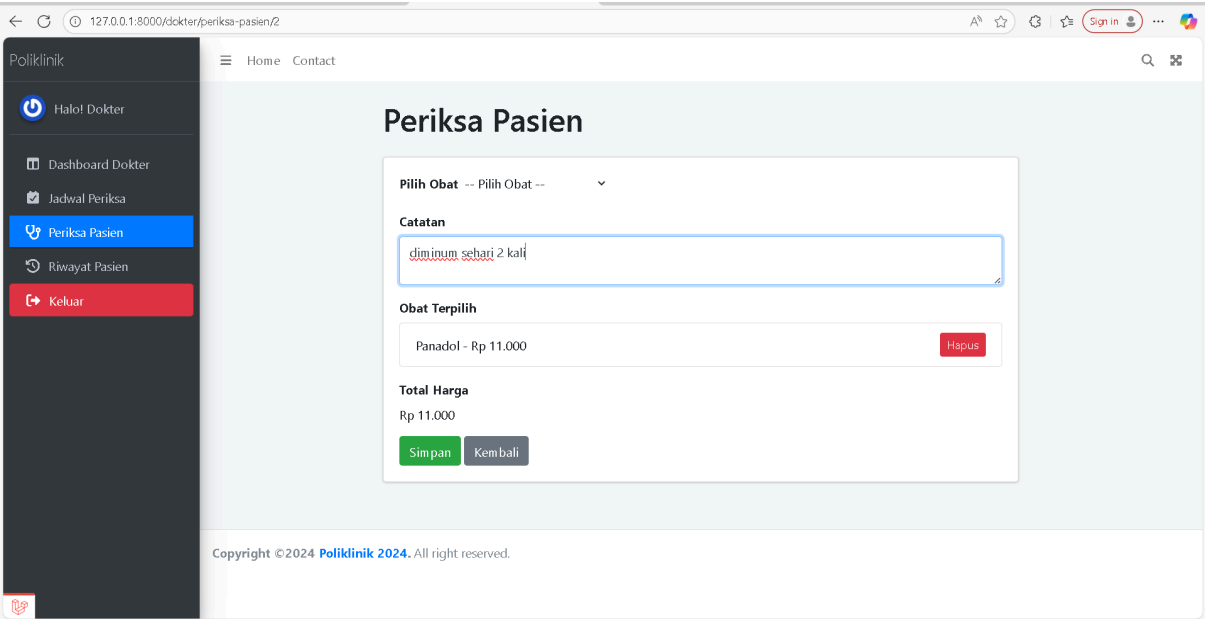 127.0.0.1:8000/dokter/periksa-pasien/2
Sign in
Poliklinik
Home Contact
Halo! Dokter
Dashboard Dokter
Jadwal Periksa
Periksa Pasien
Riwayat Pasien
Keluar
Periksa Pasien
Pilih Obat -- Pilih Obat --
Catatan
diminum sehari 2 kali
Obat Terpilih
Panadol - Rp 11.000 Hapus
Total Harga
Rp 11.000
Simpan Kembali
Copyright ©2024 Poliklinik 2024. All right reserved.